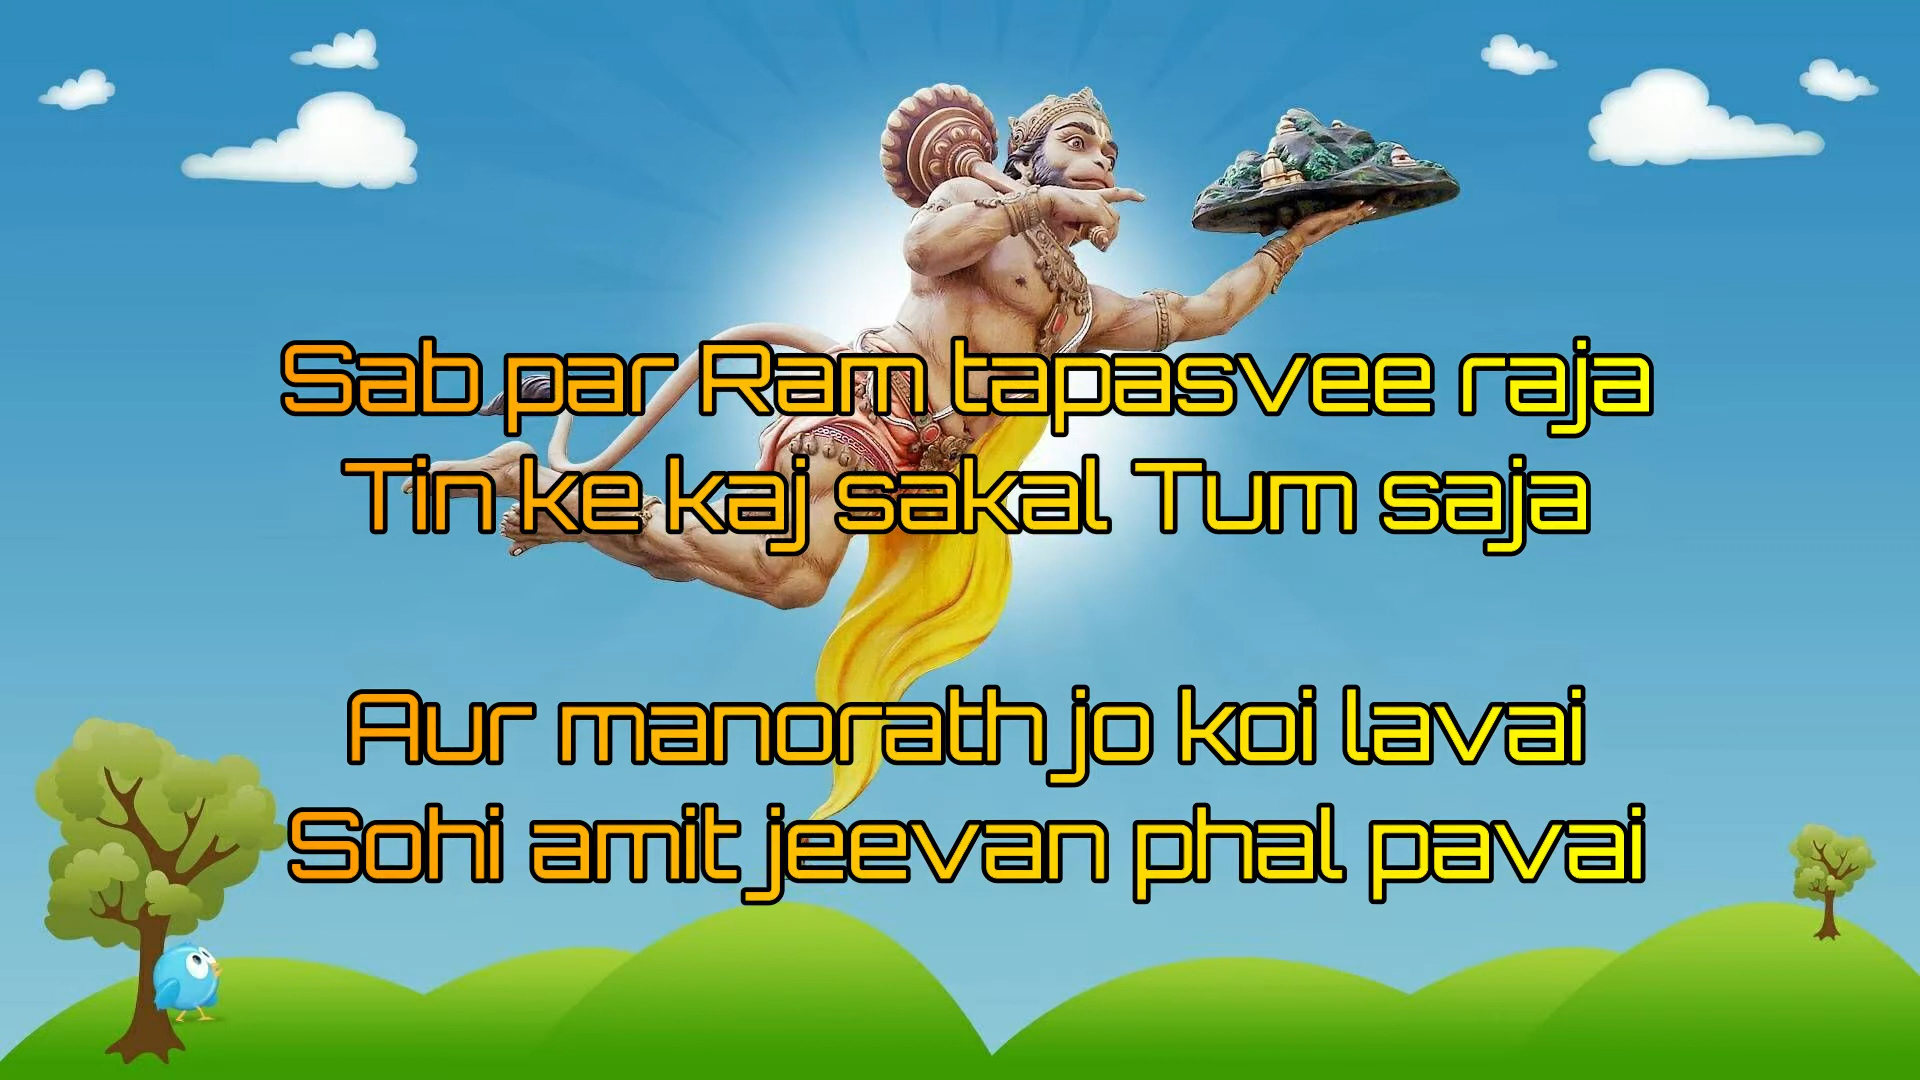 Sab par Ram tapasvee raja
Tin ke kaj sakal Tum saja
Aur manorath jo koi lavai
Sohi amit jeevan phal pavai